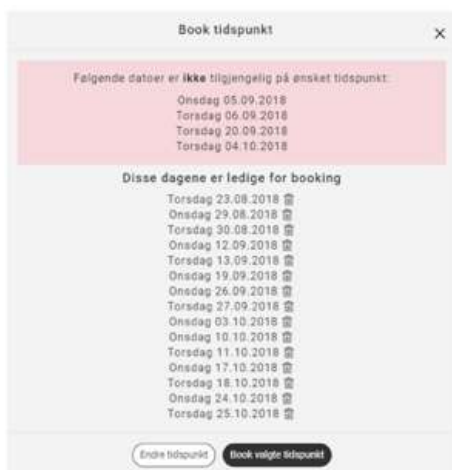 Book tidspunkt
Følgende datoer er ikke tilgjengelig på ønsket tidspunkt:
Onsdag 05.09.2018
Torsdag 06.09.2018
Torsdag 20.09.2018
Torsdag 04.10.2018
Disse dagene er ledige for booking
Torsdag 23.08.2018
Onsdag 29.08.2018
Torsdag 30.08.2018
Onsdag 12.09.2018
Torsdag 13.09.2018
Onsdag 19.09.2018
Onsdag 26.09.2018
Torsdag 27.09.2018
Onsdag 03.10.2018
Onsdag 10.10.2018
Torsdag 11.10.2018
Onsdag 17.10.2018
Torsdag 18.10.2018
Onsdag 24.10.2018
Torsdag 25.10.2018
Endre tidspunkt Book valgte tidspunkt